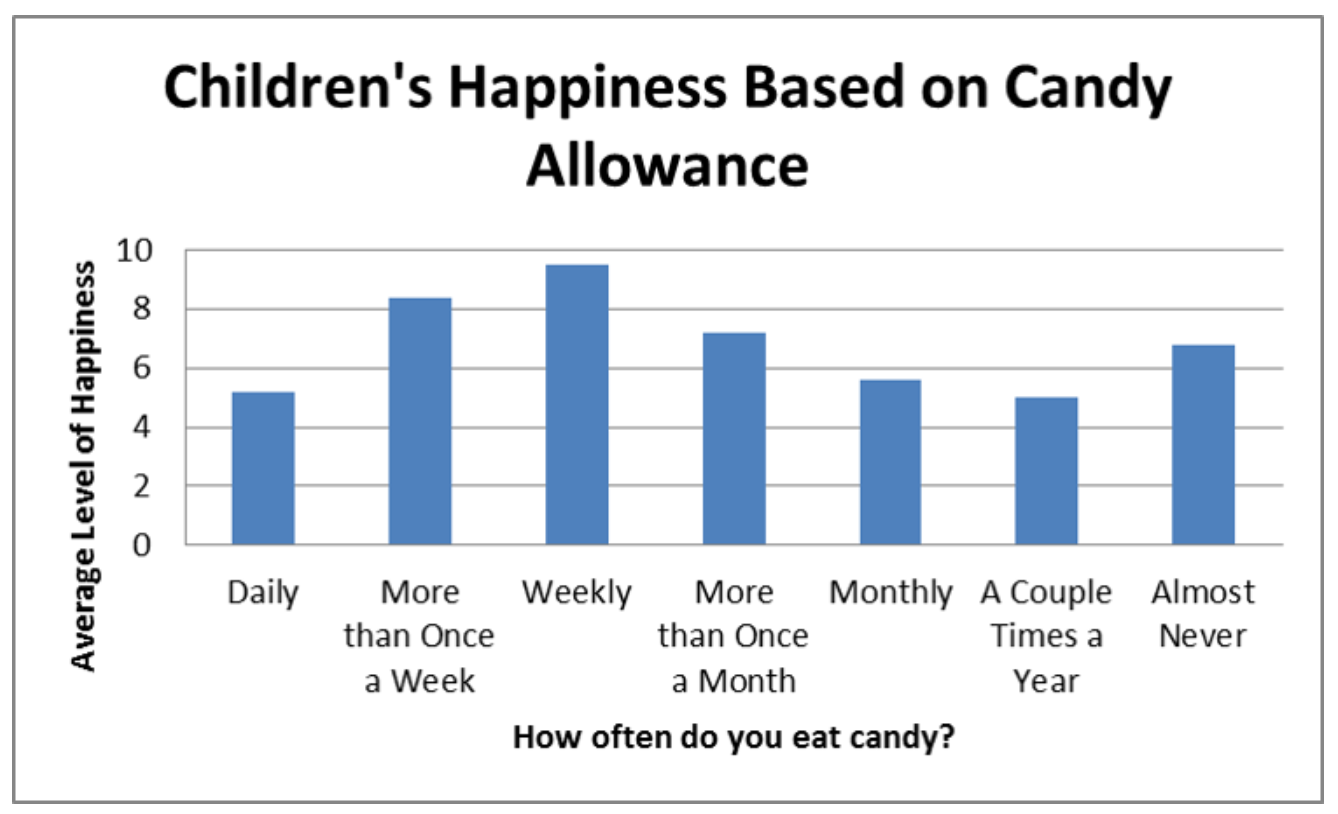 Children's Happiness Based on Candy
Allowance
Average Level of Happiness
10
8
6
4
2
0
Daily
More
than Once
a Week
Weekly
More
than Once
a Month
Monthly
A Couple
Times a
Year
Almost
Never
How often do you eat candy?